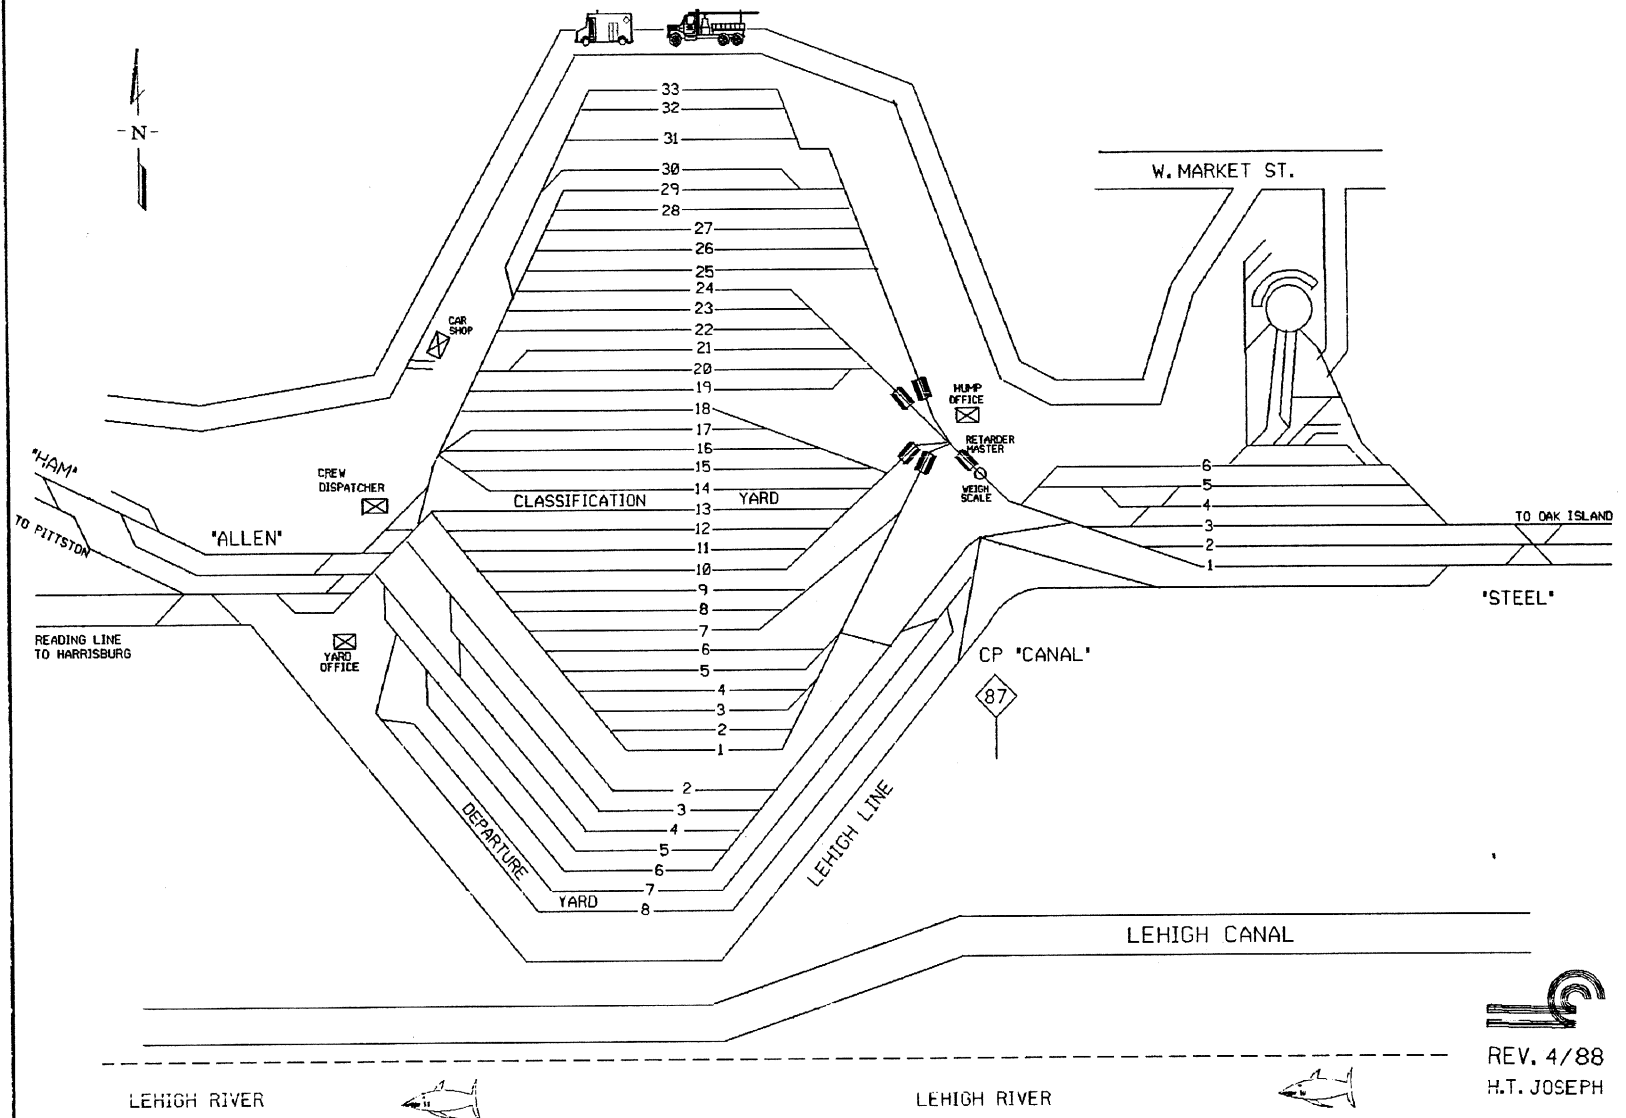 -N-
W. MARKET ST.
33
32
31
30
29
28
27
26
25
24
23
22
21
20
19
18
17
16
15
14
13
12
11
10
9
8
7
6
5
4
3
2
1
CAR
SHOP
HUMP
OFFICE
RETARDER
MASTER
WEIGH
SCALE
"HAM"
TO PITTSTON
CREW
DISPATCHER
"ALLEN"
CLASSIFICATION YARD
6
5
4
3
2
1
TO OAK ISLAND
"STEEL"
READING LINE
TO HARRISBURG
YARD
OFFICE
CP "CANAL"
87
2
3
4
5
6
7
8
DEPARTURE
YARD
LEHIGH LINE
LEHIGH CANAL
LEHIGH RIVER
LEHIGH RIVER
REV. 4/88
H.T. JOSEPH